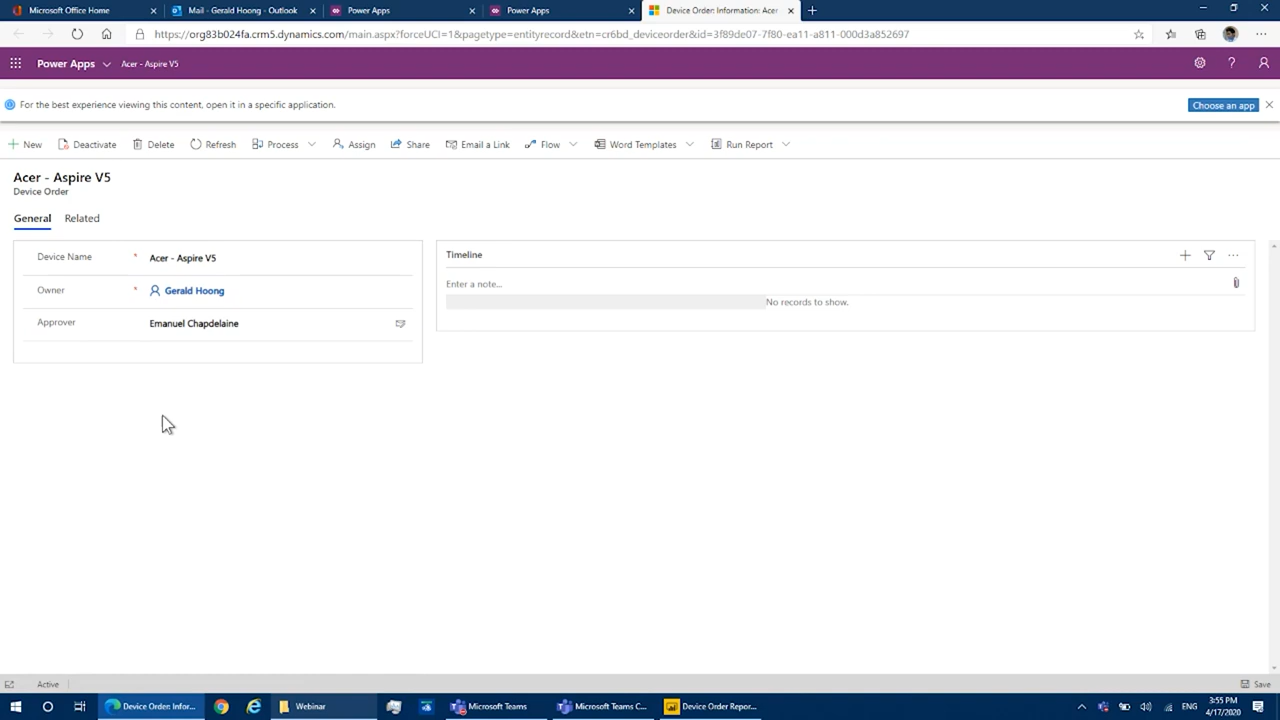 Microsoft Office Home
Mail - Gerald Hoong - Outlook
Power Apps
Power Apps
Device Order: Information: Acer
https://org83b024fa.crm5.dynamics.com/main.aspx?forceUCI=1&pagetype=entityrecord&etn=cr6bd_deviceorder&id=3f89de07-7f80-ea11-a811-000d3a852697
Power Apps
Acer - Aspire V5
For the best experience viewing this content, open it in a specific application.
Choose an app
New
Deactivate
Delete
Refresh
Process
Assign
Share
Email a Link
Flow
Word Templates
Run Report
Acer - Aspire V5
Device Order
General
Related
Device Name * Acer - Aspire V5
Owner * Gerald Hoong
Approver Emanuel Chapdelaine
Timeline
Enter a note...
No records to show.
Active
Save
Device Order: Infor...
Webinar
Microsoft Teams
Microsoft Teams C...
Device Order Repor...
ENG
3:55 PM
4/17/2020